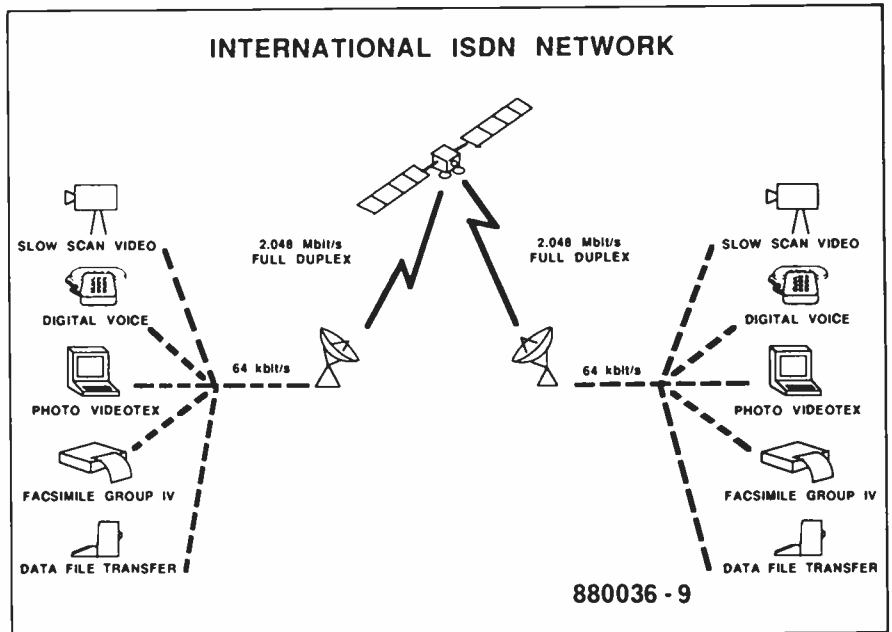 INTERNATIONAL ISDN NETWORK
2.048 Mbit/s
FULL DUPLEX
2.048 Mbit/s
FULL DUPLEX
SLOW SCAN VIDEO
DIGITAL VOICE
64 kbit/s
PHOTO VIDEOTEX
FACSIMILE GROUP IV
DATA FILE TRANSFER
SLOW SCAN VIDEO
DIGITAL VOICE
64 kbit/s
PHOTO VIDEOTEX
FACSIMILE GROUP IV
DATA FILE TRANSFER
880036 - 9